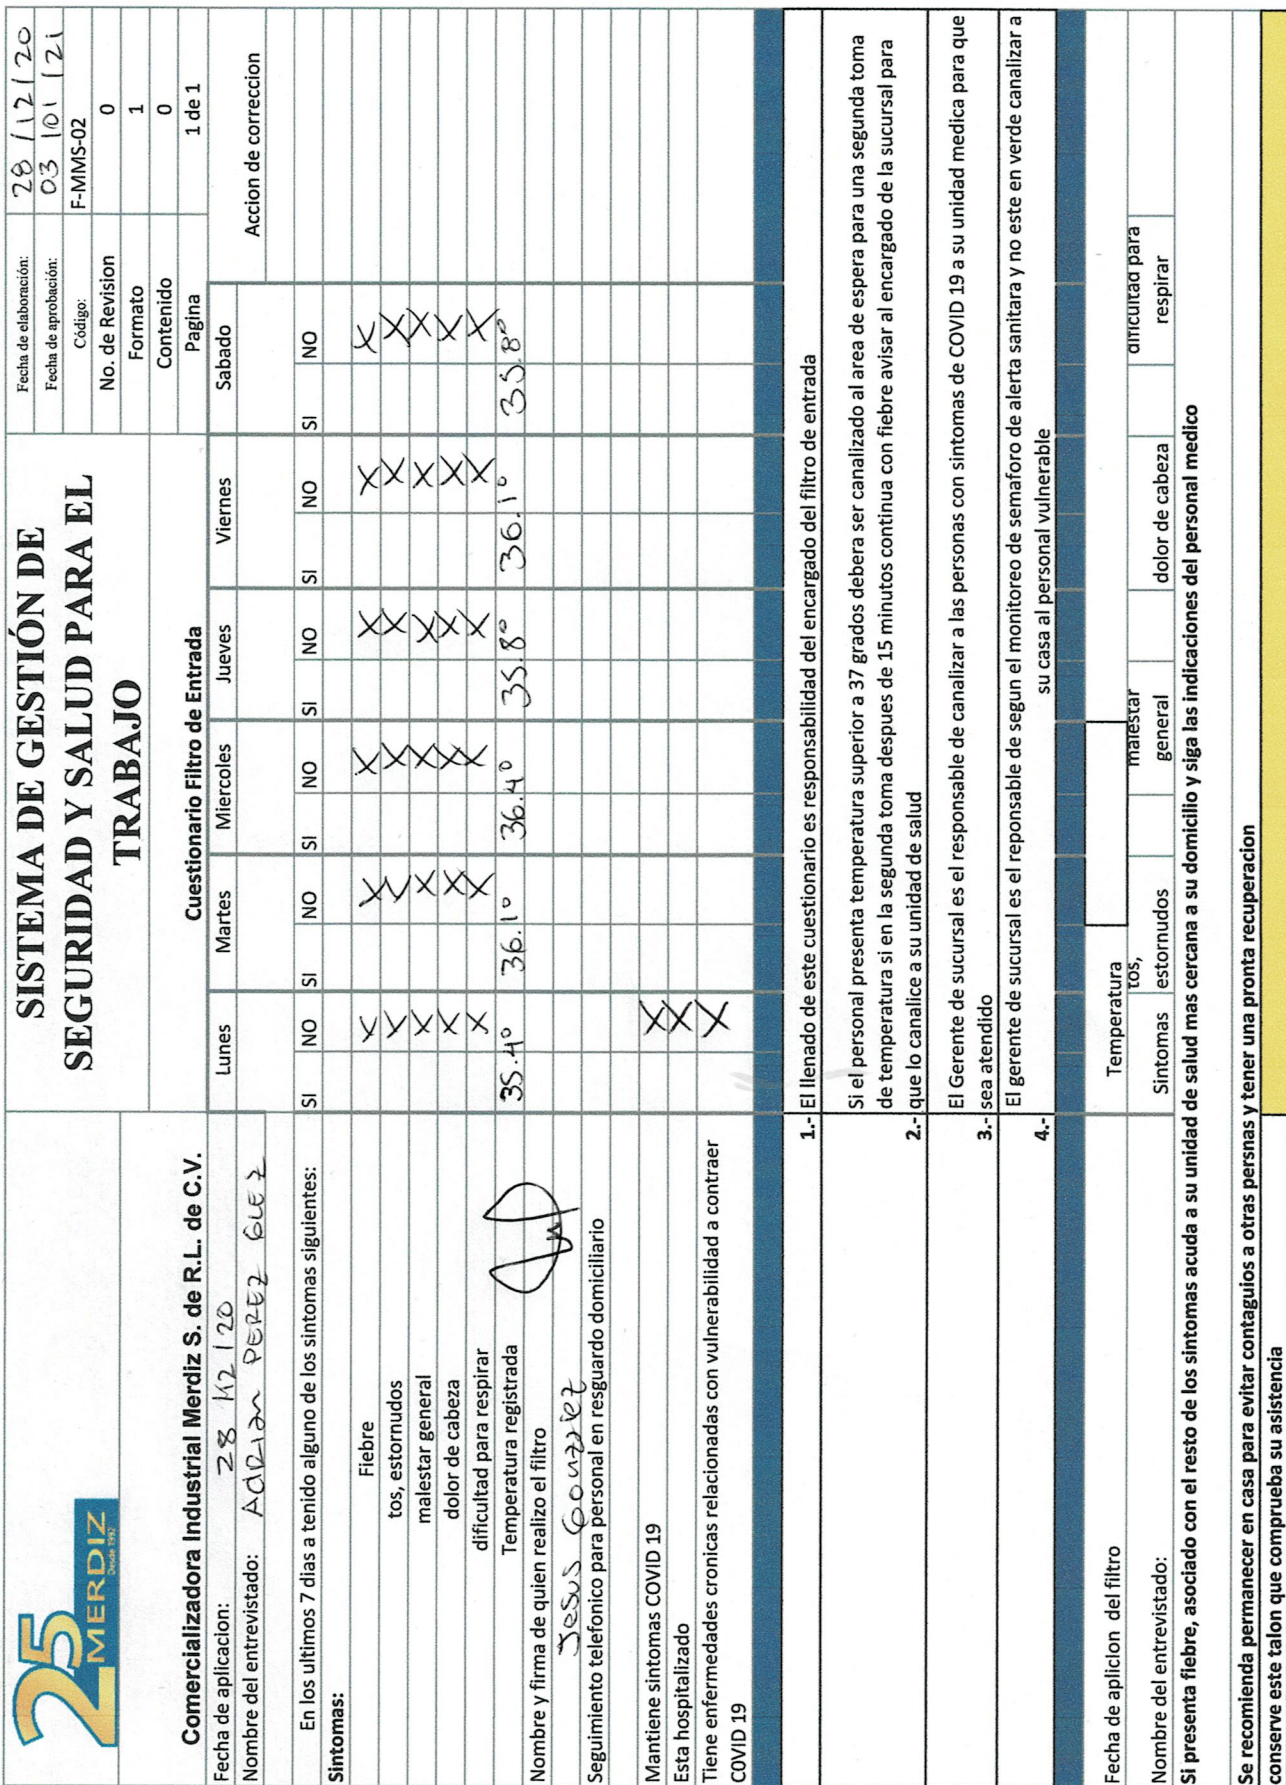 25
MERDIZ
Desde 1992
SISTEMA DE GESTIÓN DE
SEGURIDAD Y SALUD PARA EL
TRABAJO
Fecha de elaboración: 28 /12/20
Fecha de aprobación: 03 /01 /21
Código: F-MMS-02
No. de Revision 0
Formato 1
Contenido 0
Pagina 1 de 1
Comercializadora Industrial Merdiz S. de R.L. de C.V.
Cuestionario Filtro de Entrada
Fecha de aplicacion: 28 /12/20
Lunes Martes Miercoles Jueves Viernes Sabado Accion de correccion
Nombre del entrevistado: Adrian PEREZ GLEZ
En los ultimos 7 dias a tenido alguno de los sintomas siguientes: SI NO SI NO SI NO SI NO SI NO SI NO
Sintomas:
Fiebre X X X X X X
tos, estornudos X X X X X X
malestar general X X X X X X
dolor de cabeza X X X X X X
dificultad para respirar X X X X X X
Temperatura registrada 35.4° 36.1° 36.4° 35.8° 36.1° 35.8°
Nombre y firma de quien realizo el filtro
Jesus Gonzalez
Seguimiento telefonico para personal en resguardo domiciliario
Mantiene sintomas COVID 19 X
Esta hospitalizado X
Tiene enfermedades cronicas relacionadas con vulnerabilidad a contraer X
COVID 19
1.- El llenado de este cuestionario es responsabilidad del encargado del filtro de entrada
Si el personal presenta temperatura superior a 37 grados debera ser canalizado al area de espera para una segunda toma
de temperatura si en la segunda toma despues de 15 minutos continua con fiebre avisar al encargado de la sucursal para
2.- que lo canalice a su unidad de salud
El Gerente de sucursal es el responsable de canalizar a las personas con sintomas de COVID 19 a su unidad medica para que
3.- sea atendido
El gerente de sucursal es el reponsable de segun el monitoreo de semaforo de alerta sanitara y no este en verde canalizar a
4.- su casa al personal vulnerable
Fecha de aplicion del filtro Temperatura
Nombre del entrevistado: Sintomas tos, estornudos malestar general dolor de cabeza dificultad para respirar
Si presenta fiebre, asociado con el resto de los sintomas acuda a su unidad de salud mas cercana a su domicilio y siga las indicaciones del personal medico
Se recomienda permanecer en casa para evitar contaguios a otras persnas y tener una pronta recuperacion
conserve este talon que comprueba su asistencia